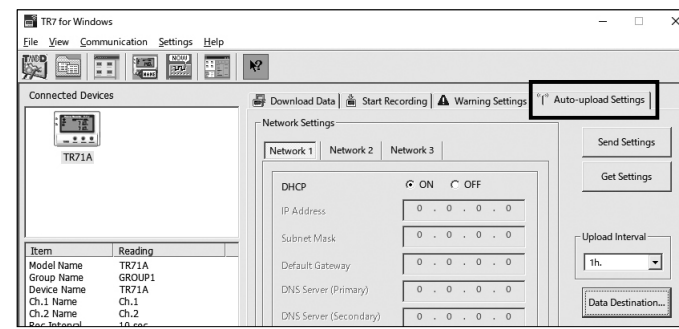 TR7 for Windows
File View Communication Settings Help
Connected Devices
TR71A
Download Data
Start Recording
Warning Settings
Auto-upload Settings
Network Settings
Network 1 Network 2 Network 3
DHCP ON OFF
IP Address 0 . 0 . 0 . 0
Subnet Mask 0 . 0 . 0 . 0
Default Gateway 0 . 0 . 0 . 0
DNS Server (Primary) 0 . 0 . 0 . 0
DNS Server (Secondary) 0 . 0 . 0 . 0
Send Settings
Get Settings
Upload Interval
1h.
Data Destination...
Item Reading
Model Name TR71A
Group Name GROUP1
Device Name TR71A
Ch.1 Name Ch.1
Ch.2 Name Ch.2
Rec Interval 10 sec